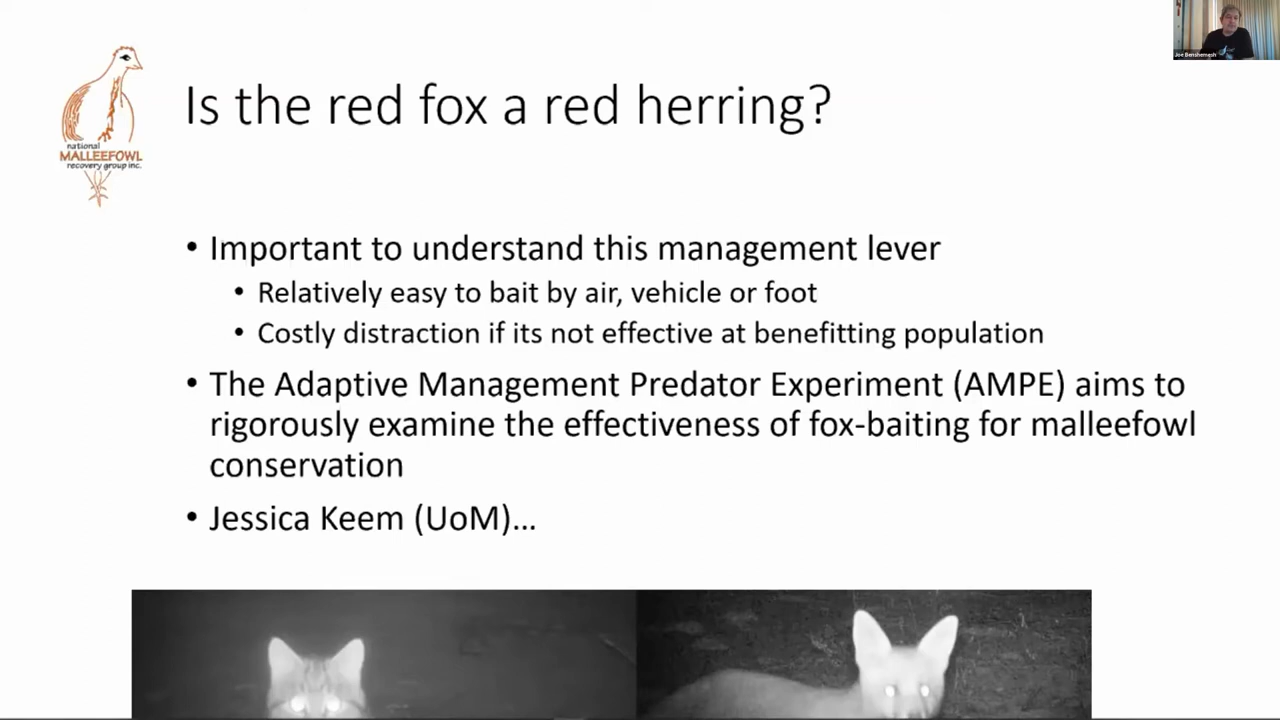 Joe Benshemesh
national
MALLEEFOWL
recovery group inc.
Is the red fox a red herring?
• Important to understand this management lever
• Relatively easy to bait by air, vehicle or foot
• Costly distraction if its not effective at benefitting population
• The Adaptive Management Predator Experiment (AMPE) aims to
rigorously examine the effectiveness of fox-baiting for malleefowl
conservation
• Jessica Keem (UoM)...